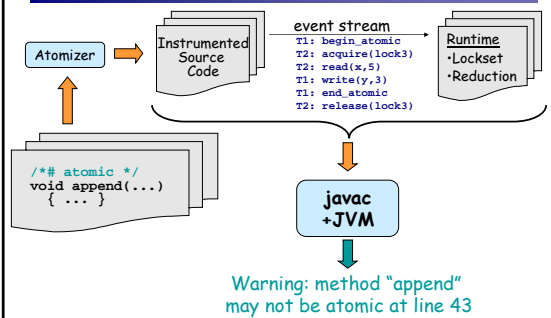 Atomizer
Instrumented
Source
Code
event stream
T1: begin_atomic
T2: acquire(lock3)
T2: read(x,5)
T1: write(y,3)
T1: end_atomic
T2: release(lock3)
Runtime
•Lockset
•Reduction
/*# atomic */
void append(...)
{ ... }
javac
+JVM
Warning: method “append”
may not be atomic at line 43